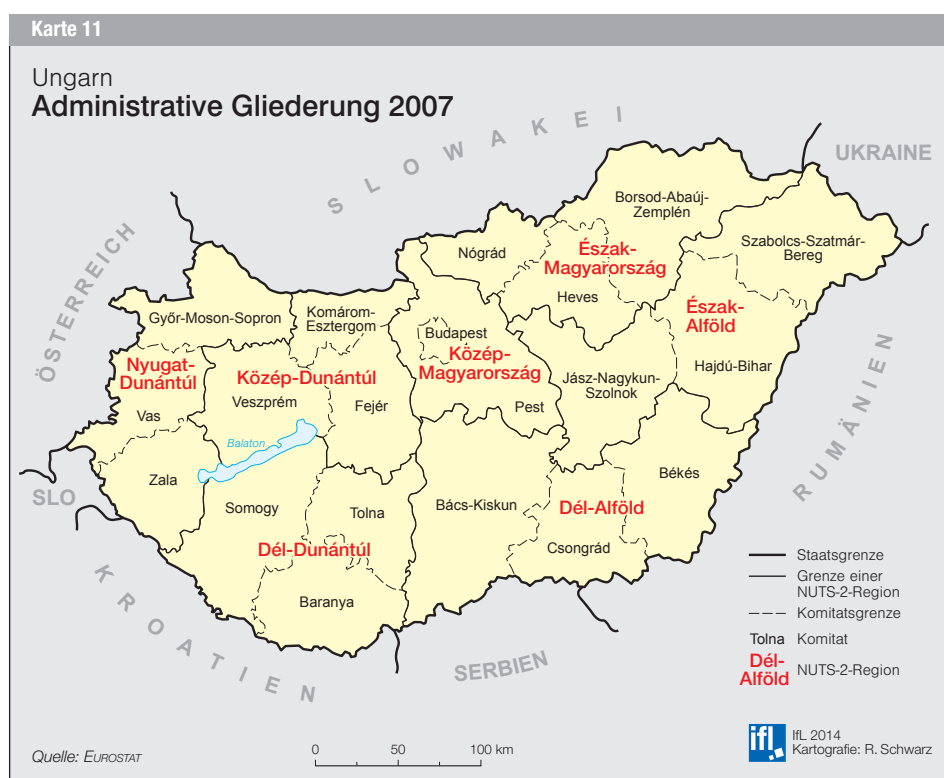 Karte 11
Ungarn
Administrative Gliederung 2007
SLOWAKEI
UKRAINE
ÖSTERREICH
Borsod-Abaúj-
Zemplén
Szabolcs-Szatmár-
Bereg
Nógrád
Észak-
Magyarország
Heves
Győr-Moson-Sopron
Komárom-
Esztergom
Budapest
Észak-
Alföld
Nyugat-
Dunántúl
Közép-Dunántúl
Közép-
Magyarország
Hajdú-Bihar
Vas
Veszprém
Fejér
Pest
Jász-Nagykun-
Szolnok
RUMÄNIEN
Balaton
Zala
Békés
SLO
Somogy
Tolna
Bács-Kiskun
Dél-Alföld
Dél-Dunántúl
Csongrád
Baranya
KROATIEN
SERBIEN
Staatsgrenze
Grenze einer
NUTS-2-Region
Komitatsgrenze
Tolna Komitat
Dél-
Alföld NUTS-2-Region
Quelle: EUROSTAT
0 50 100 km
ifl
IfL 2014
Kartografie: R. Schwarz